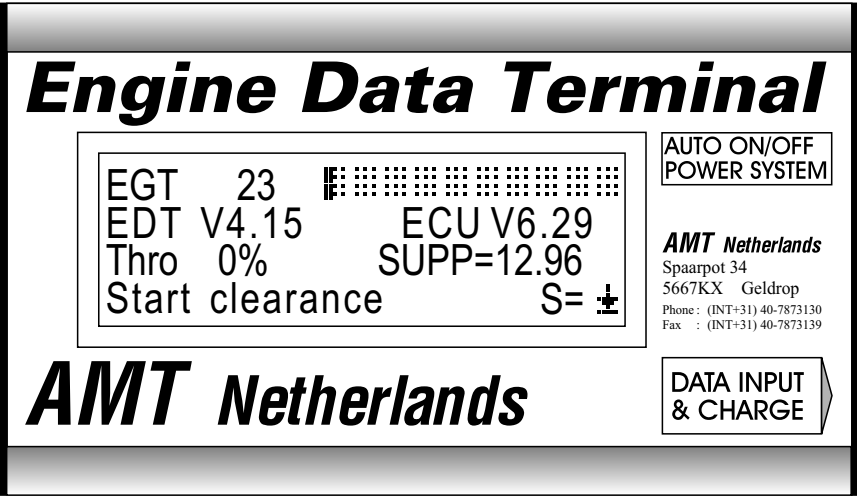 Engine Data Terminal
EGT 23
EDT V4.15 ECU V6.29
Thro 0% SUPP=12.96
Start clearance S=
AUTO ON/OFF
POWER SYSTEM
AMT Netherlands
Spaarpot 34
5667KX Geldrop
Phone : (INT+31) 40-7873130
Fax : (INT+31) 40-7873139
AMT Netherlands
DATA INPUT
& CHARGE